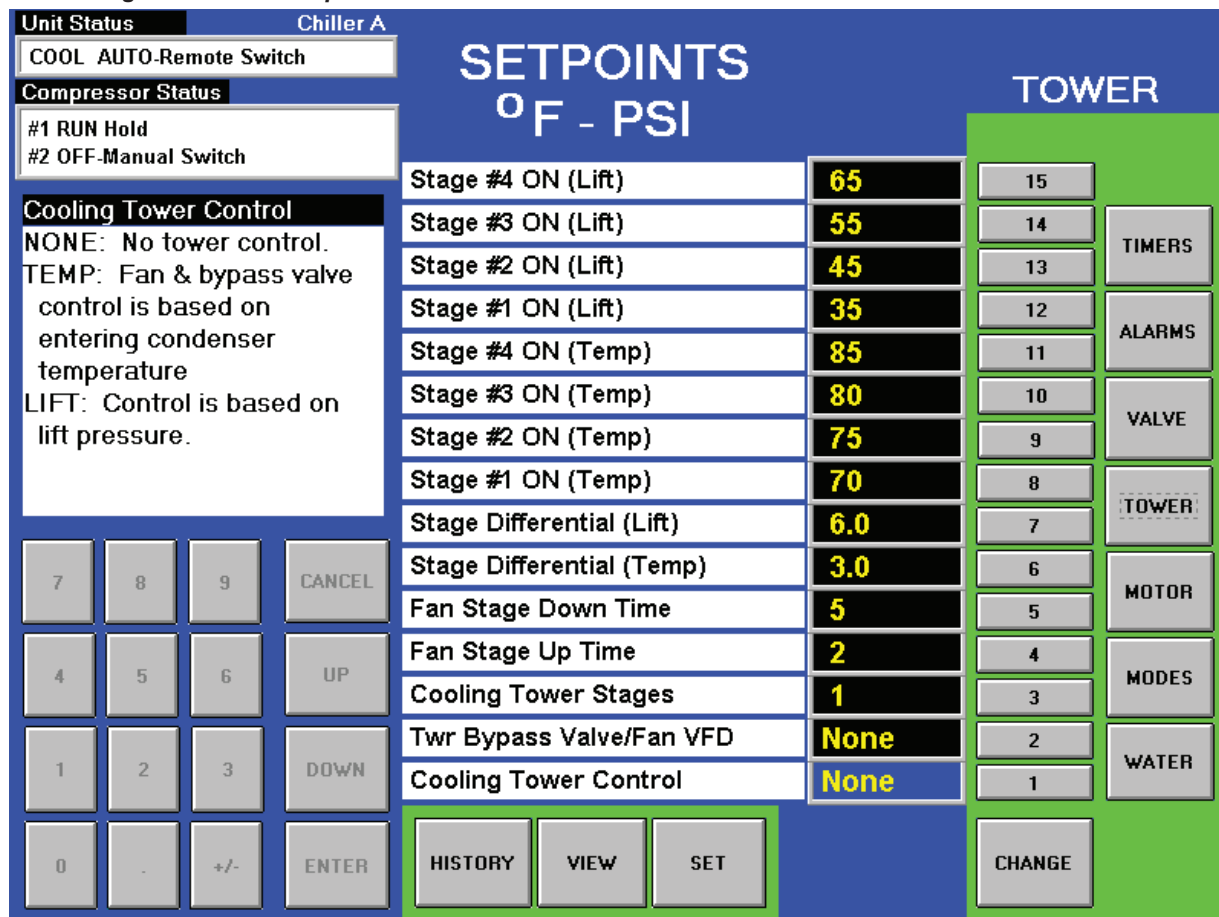 Unit Status
Chiller A
COOL AUTO-Remote Switch
Compressor Status
#1 RUN Hold
#2 OFF-Manual Switch
SETPOINTS
°F - PSI
TOWER
Cooling Tower Control
NONE: No tower control.
TEMP: Fan & bypass valve
control is based on
entering condenser
temperature
LIFT: Control is based on
lift pressure.
Stage #4 ON (Lift) 65 15
Stage #3 ON (Lift) 55 14
Stage #2 ON (Lift) 45 13
Stage #1 ON (Lift) 35 12
Stage #4 ON (Temp) 85 11
Stage #3 ON (Temp) 80 10
Stage #2 ON (Temp) 75 9
Stage #1 ON (Temp) 70 8
Stage Differential (Lift) 6.0 7
Stage Differential (Temp) 3.0 6
Fan Stage Down Time 5 5
Fan Stage Up Time 2 4
Cooling Tower Stages 1 3
Twr Bypass Valve/Fan VFD None 2
Cooling Tower Control None 1
TIMERS
ALARMS
VALVE
TOWER
MOTOR
MODES
WATER
7 8 9 CANCEL
4 5 6 UP
1 2 3 DOWN
0 . +/- ENTER
HISTORY VIEW SET
CHANGE